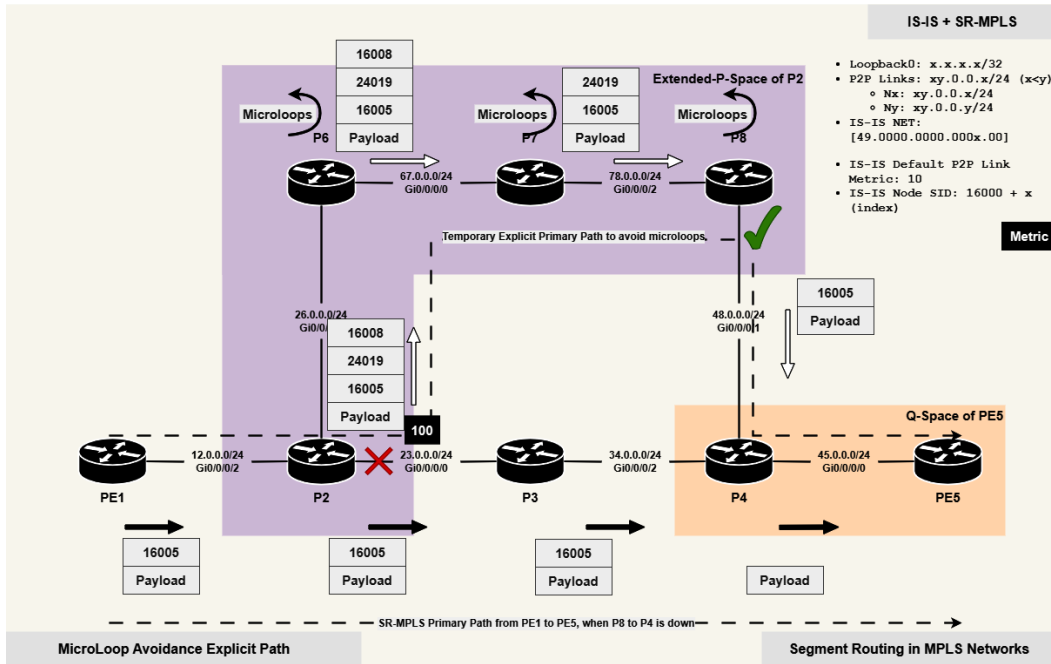 IS-IS + SR-MPLS
Loopback0: x.x.x.x/32
P2P Links: xy.0.0.x/24 (x<y)
Nx: xy.0.0.x/24
Ny: xy.0.0.y/24
IS-IS NET:
[49.0000.0000.000x.00]
IS-IS Default P2P Link
Metric: 10
IS-IS Node SID: 16000 + x
(index)
Metric
Extended-P-Space of P2
16008
24019
16005
Payload
24019
16005
Payload
Microloops
Microloops
Microloops
P6
P7
P8
67.0.0.0/24
Gi0/0/0/0
78.0.0.0/24
Gi0/0/0/2
Temporary Explicit Primary Path to avoid microloops
16005
Payload
26.0.0.0/24
Gi0/0/
48.0.0.0/24
Gi0/0/0/1
16008
24019
16005
Payload
100
Q-Space of PE5
12.0.0.0/24
Gi0/0/0/2
23.0.0.0/24
Gi0/0/0/0
34.0.0.0/24
Gi0/0/0/2
45.0.0.0/24
Gi0/0/0/0
PE1
P2
P3
P4
PE5
16005
Payload
16005
Payload
16005
Payload
Payload
SR-MPLS Primary Path from PE1 to PE5, when P8 to P4 is down
MicroLoop Avoidance Explicit Path
Segment Routing in MPLS Networks